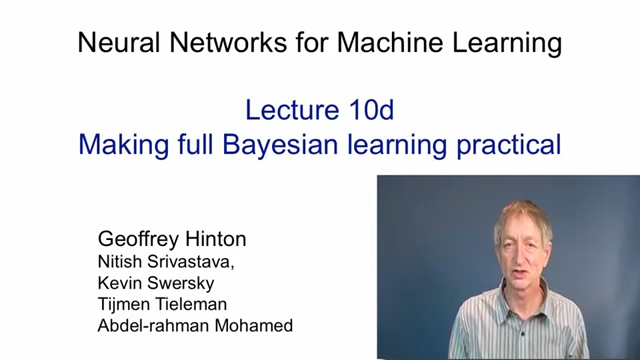 Neural Networks for Machine Learning
Lecture 10d
Making full Bayesian learning practical
Geoffrey Hinton
Nitish Srivastava,
Kevin Swersky
Tijmen Tieleman
Abdel-rahman Mohamed